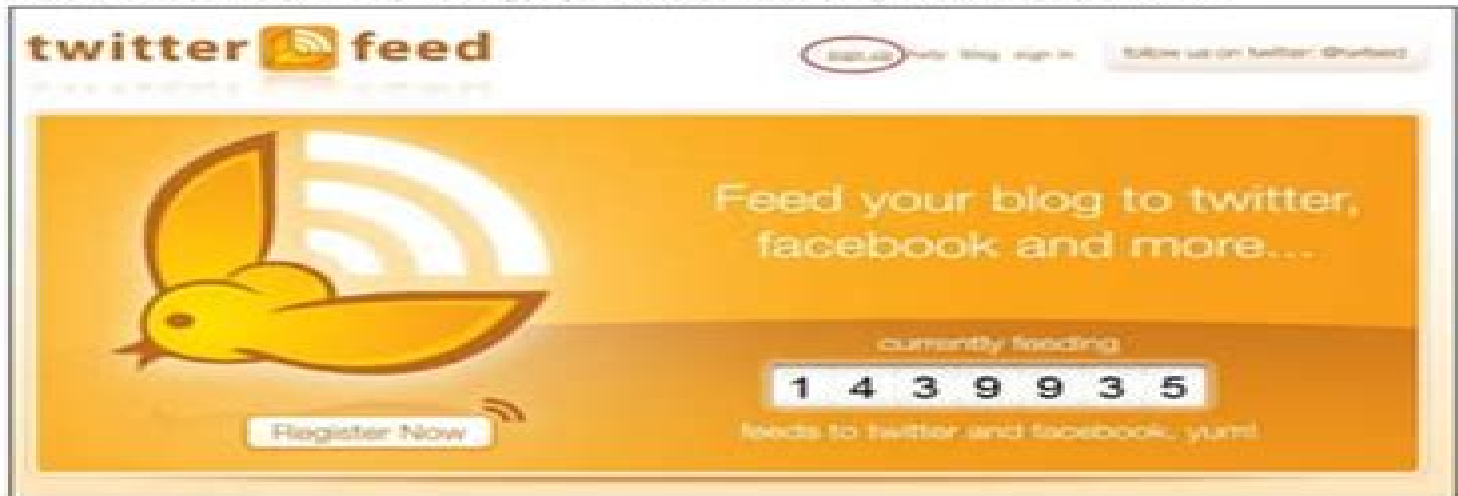 twitter feed
sign up help blog sign in follow us on twitter @twfeed
Feed your blog to twitter,
facebook and more...
currently feeding
1 4 3 9 9 3 5
feeds to twitter and facebook, yum!
Register Now